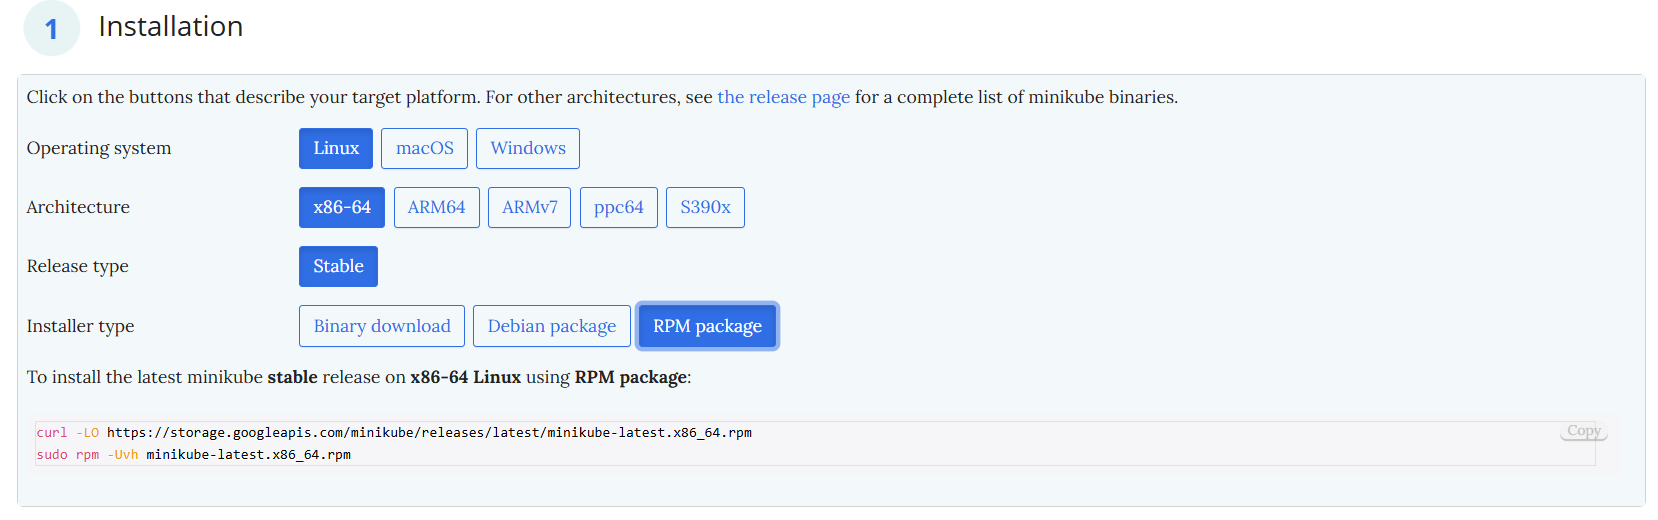 1 Installation
Click on the buttons that describe your target platform. For other architectures, see the release page for a complete list of minikube binaries.
Operating system Linux macOS Windows
Architecture x86-64 ARM64 ARMv7 ppc64 S390x
Release type Stable
Installer type Binary download Debian package RPM package
To install the latest minikube stable release on x86-64 Linux using RPM package:
curl -LO https://storage.googleapis.com/minikube/releases/latest/minikube-latest.x86_64.rpm Copy
sudo rpm -Uvh minikube-latest.x86_64.rpm